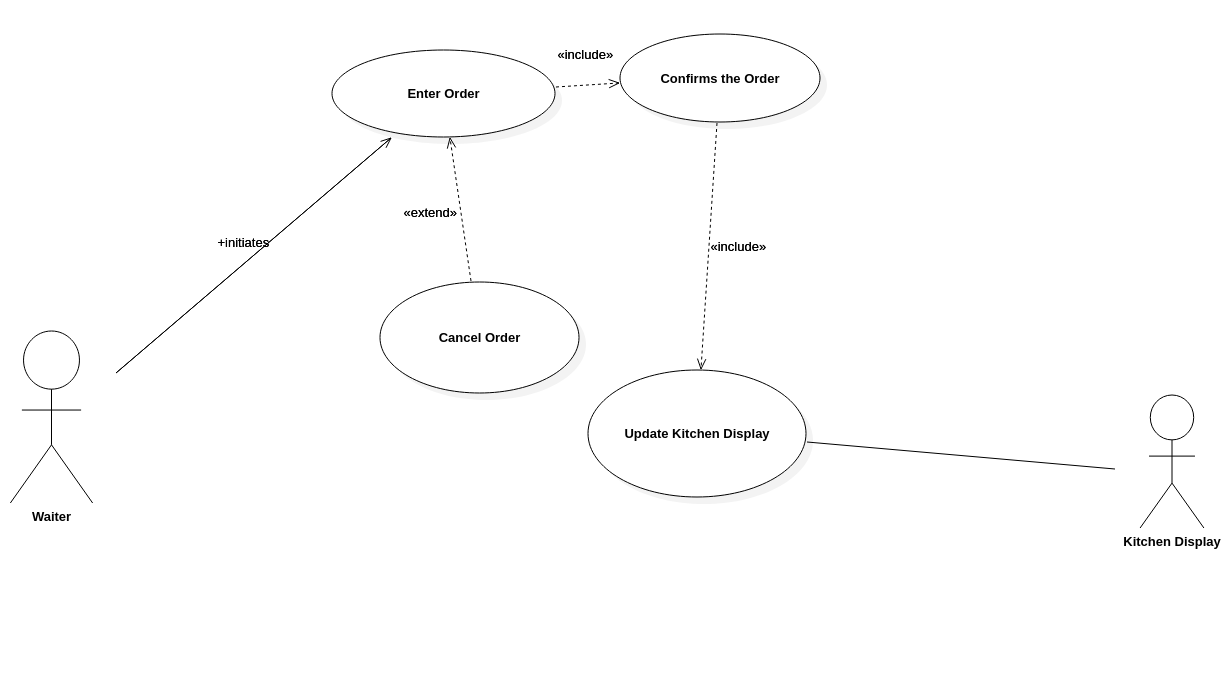 «include»
Enter Order
Confirms the Order
«extend»
+initiates
«include»
Cancel Order
Update Kitchen Display
Waiter
Kitchen Display